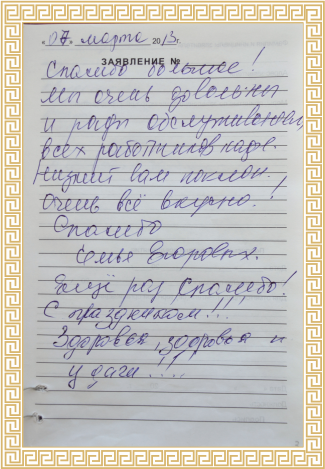 «07» марта 2013г.
ЗАЯВЛЕНИЕ №
Спасибо большое!
Мы очень довольны
и рады обслуживанием,
всех работников кафе.
Низкий вам поклон.
Очень всё вкусно!
Спасибо
Семья Егоровых.
Ещё раз спасибо!
С праздником!!!
Здоровья, здоровья и
удачи!!!